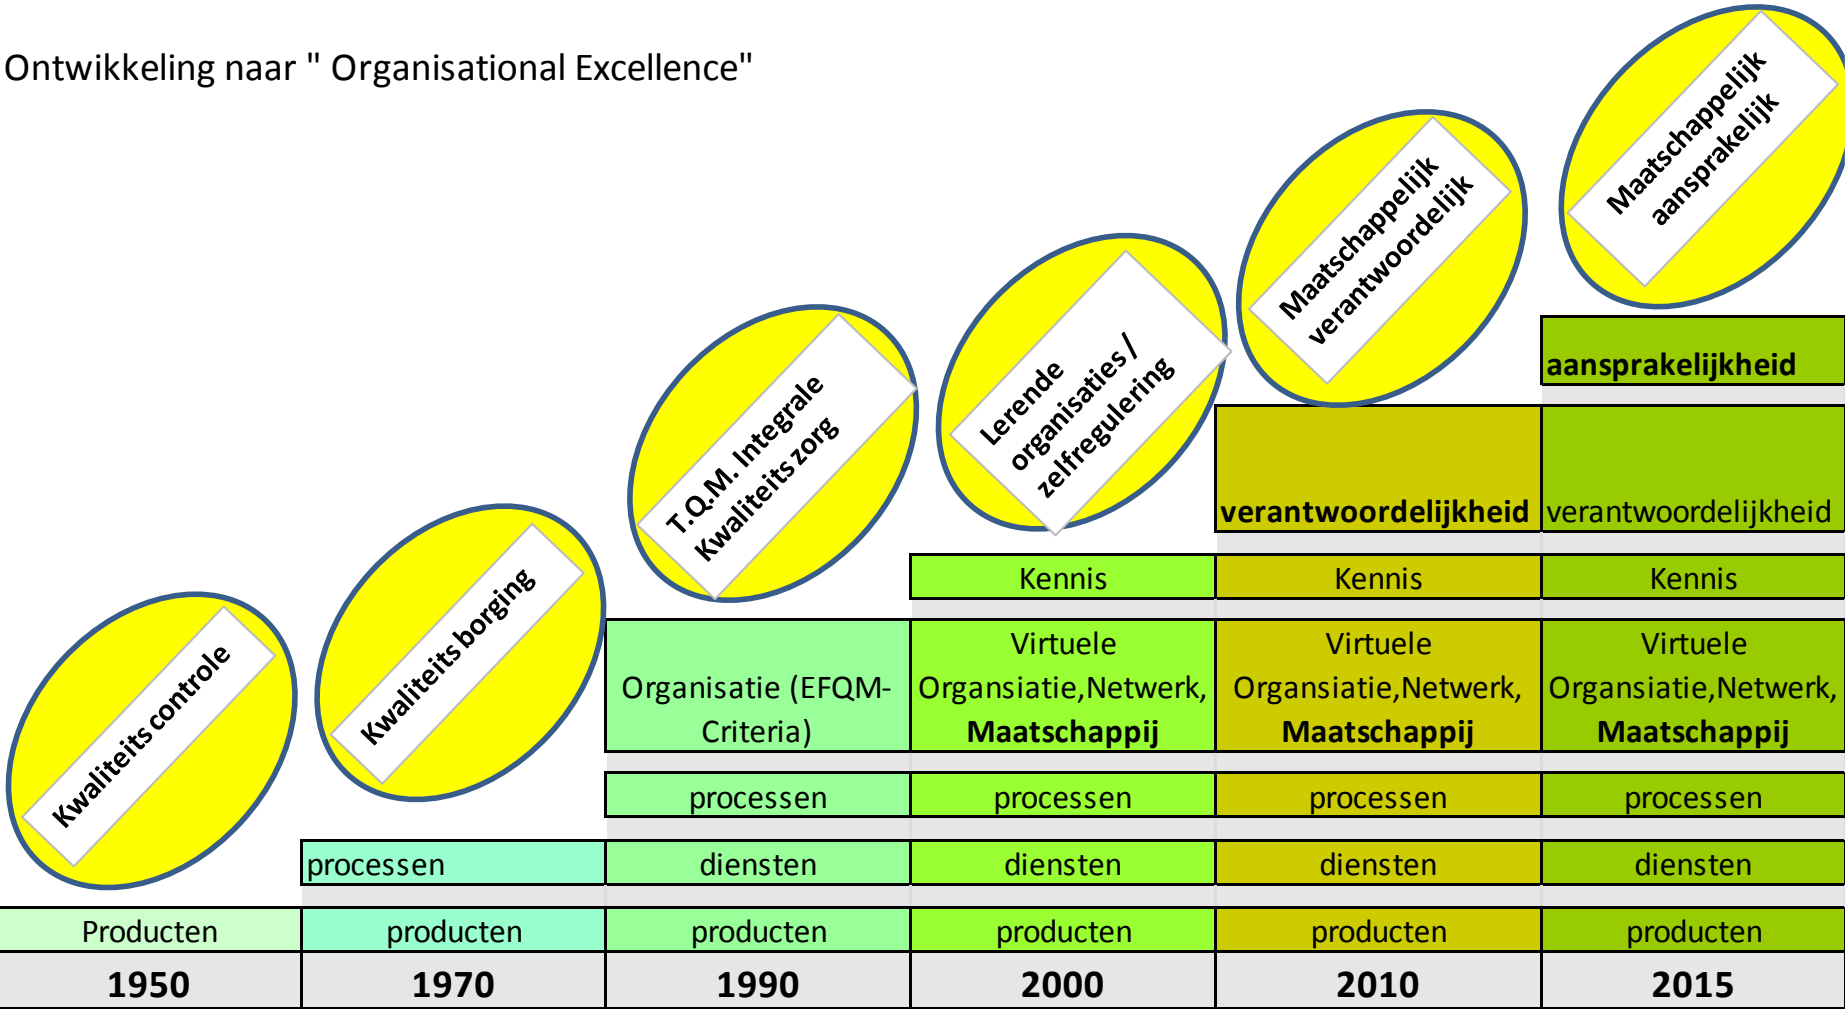 Ontwikkeling naar " Organisational Excellence"
Maatschappelijk
aansprakelijk
Maatschappelijk
verantwoordelijk
Lerende
organisaties /
zelfregulering
T.Q.M. Integrale
Kwaliteits zorg
Kwaliteits borging
Kwaliteits controle
aansprakelijkheid
verantwoordelijkheid verantwoordelijkheid
Kennis Kennis Kennis
Organisatie (EFQM-
Criteria)
Virtuele
Organsiatie,Netwerk,
Maatschappij
Virtuele
Organsiatie,Netwerk,
Maatschappij
Virtuele
Organsiatie,Netwerk,
Maatschappij
processen processen processen processen
processen diensten diensten diensten diensten
Producten producten producten producten producten producten
1950 1970 1990 2000 2010 2015